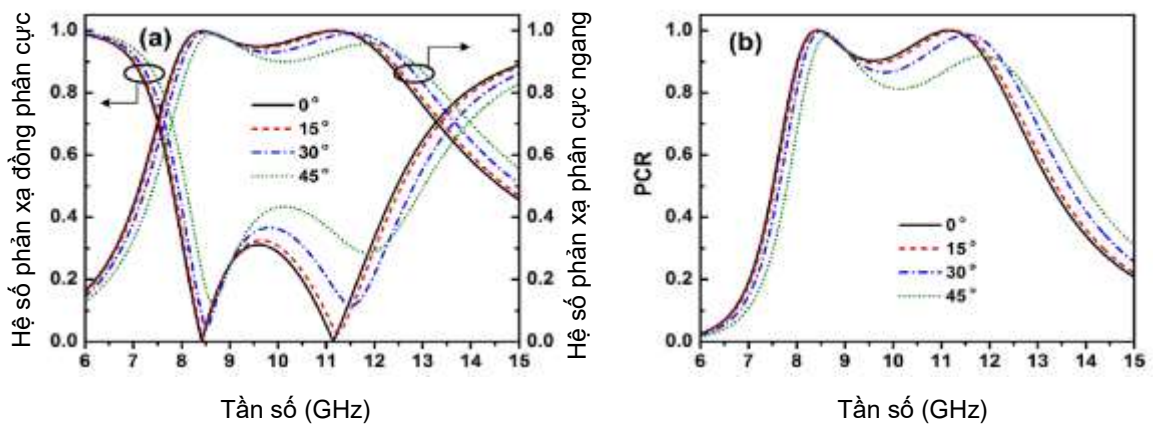 Hệ số phản xạ đồng phân cực
1.0
0.8
0.6
0.4
0.2
0.0
(a)
0°
15°
30°
45°
1.0
0.8
0.6
0.4
0.2
0.0
6 7 8 9 10 11 12 13 14 15
Tần số (GHz)
Hệ số phản xạ phân cực ngang
PCR
1.0
0.8
0.6
0.4
0.2
0.0
(b)
0°
15°
30°
45°
6 7 8 9 10 11 12 13 14 15
Tần số (GHz)